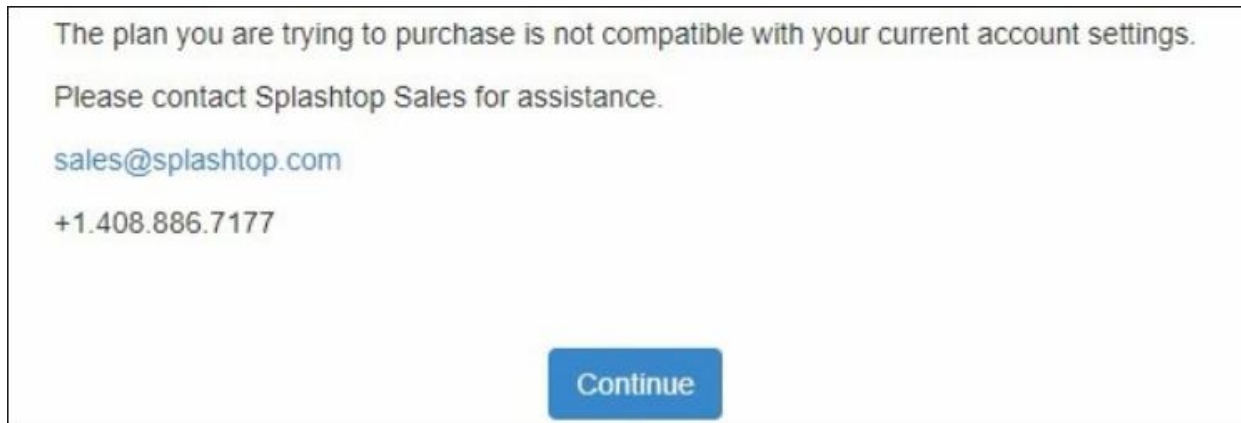 The plan you are trying to purchase is not compatible with your current account settings.
Please contact Splashtop Sales for assistance.
sales@splashtop.com
+1.408.886.7177
Continue